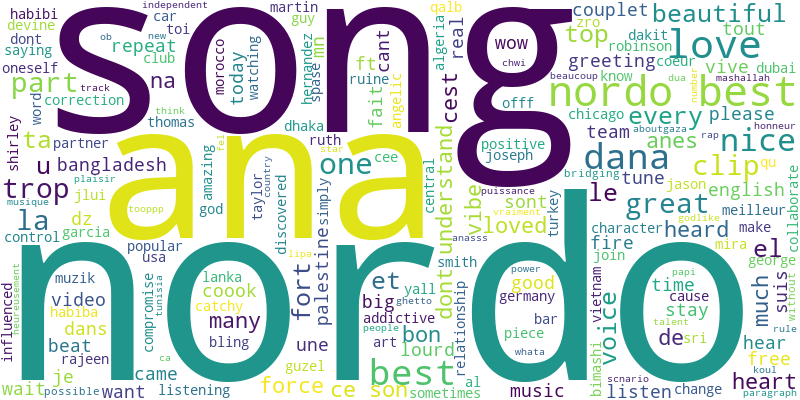 song
ana
nordo
nordo best
love
dana
nice
best
trop
one
great
clip
beautiful
top
every
part
la
ta
u
na
habibi
devine
dont
saying
oneself
independent
car
toi
repeat
club
guy
martin
hernandez
spase
mn
cant
real
ft
ruine
fait
angelic
algeria
cest
qalb
wow
chwi
offf
positive
joseph
couplet
zro
dakit
robinson
tout
greeting
know
coeur
vive
dubai
beaucoup
dua
number
mashallah
chicago
please
team
aboutgaza
rap
honneur
anes
bridging
qu
tune
jason
english
le
character
meilleur
fire
join
mira
make
godlike
george
collaborate
without
heard
el
suis
much
time
cause
stay
papi
talent
de
sri
rule
koul
hear
free
heart
paragraph
change
listen
scnario
bimashi
voice
vietnam
turkey
puissance
sont
loved
vibe
understand
vraiment
central
anasss
smith
dont
relationship
power
good
germany
bar
ghetto
yall
piece
whata
music
al
sometimes
lourd
bon
et
big
addictive
people
art
ce
son
une
guzel
force
fort
lipa
palestine
simply
star
cee
ruth
dhaka
discovered
taylor
country
fel
god
amazing
thomas
think
track
new
ob
morocco
today
watching
word
correction
shirley
partner
bangladesh
jlui
plaisir
musique
dz
garcia
tooppp
control
popular
usa
muzik
video
habiba
dans
beat
rajeen
influenced
heureusement
compromise
tunisia
lanka
coook
catchy
many
bling
ca
came
wait
je
possible
want
listening